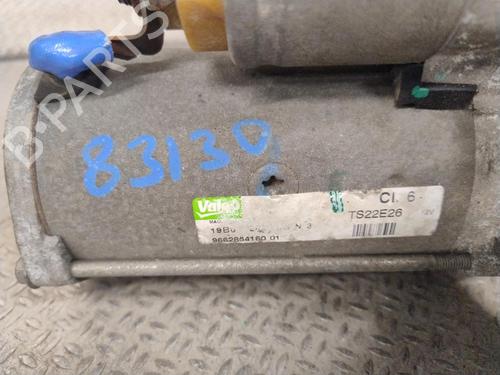 B-PARTS
83130
Valeo
CL 6
TS22E26
12V
9662854180 01